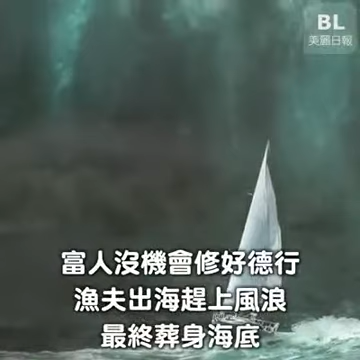 BL
美麗日報
富人沒機會修好德行
漁夫出海趕上風浪
最終葬身海底